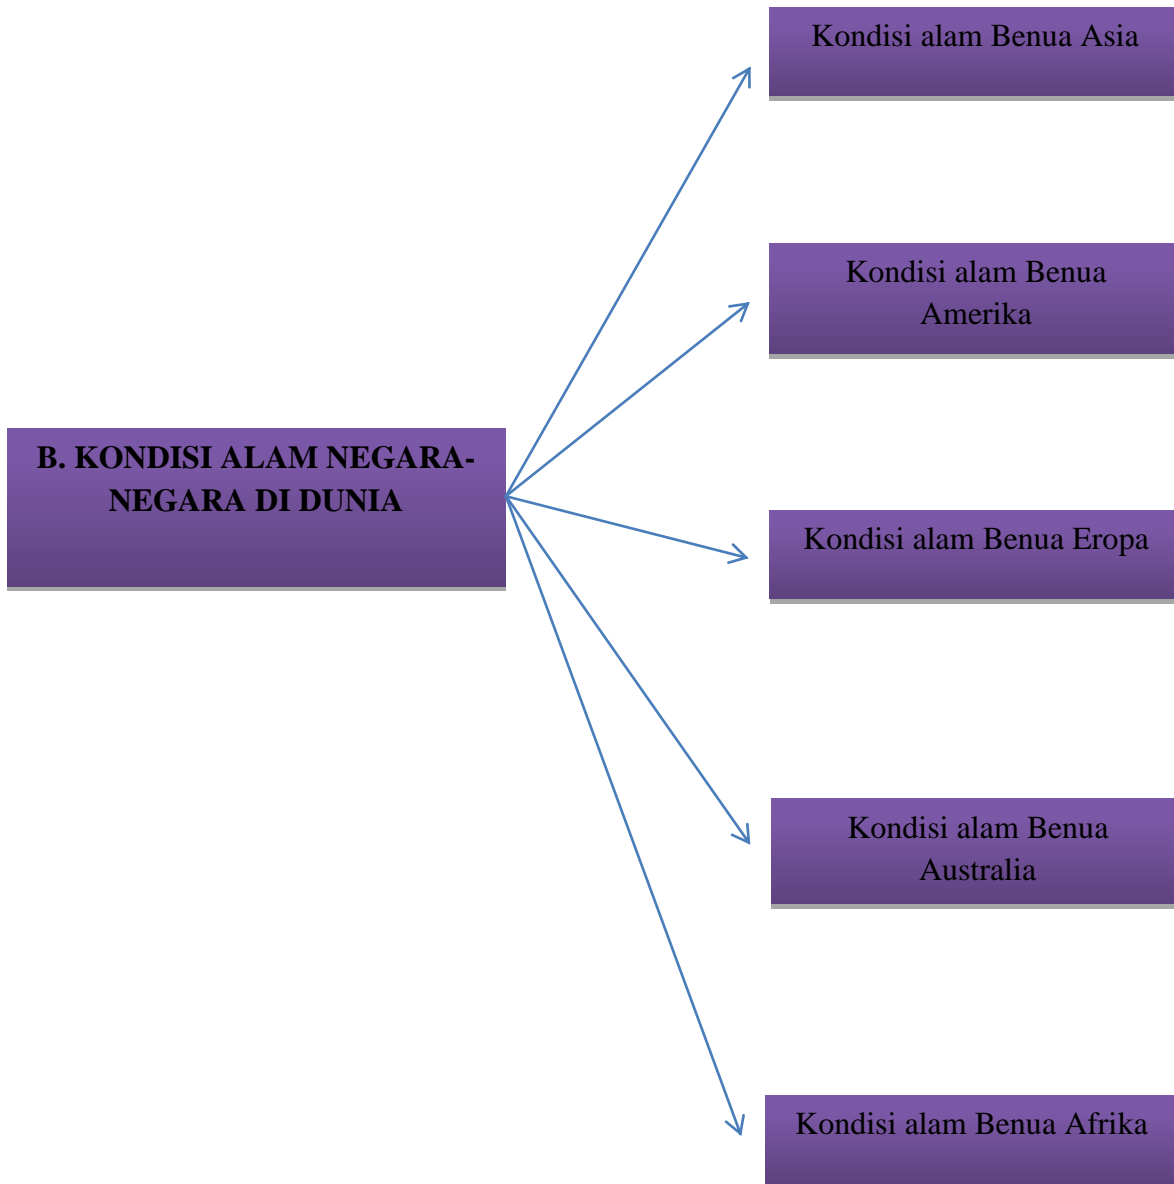 Kondisi alam Benua Asia
Kondisi alam Benua
Amerika
B. KONDISI ALAM NEGARA-
NEGARA DI DUNIA
Kondisi alam Benua Eropa
Kondisi alam Benua
Australia
Kondisi alam Benua Afrika